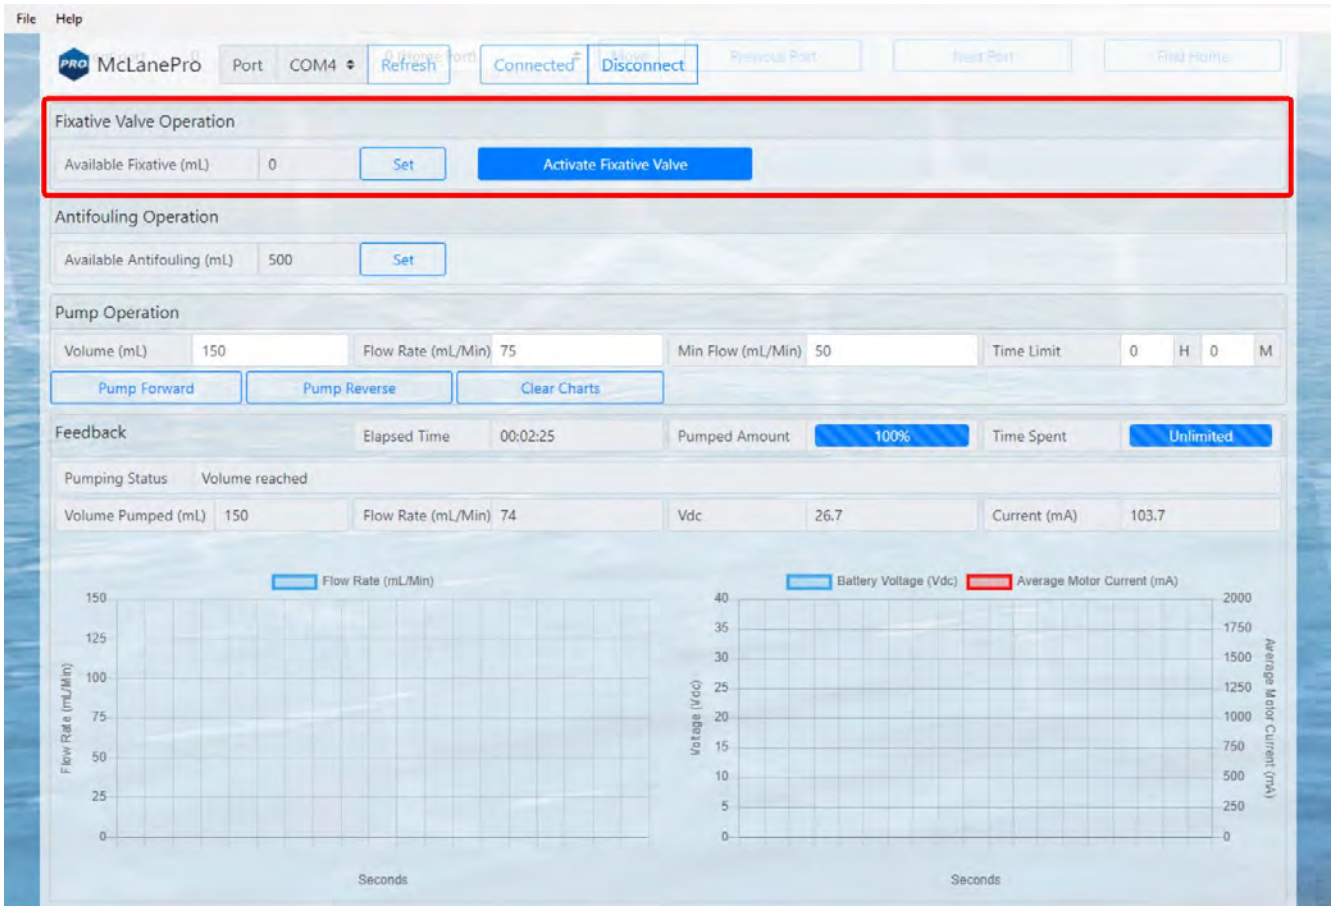 File Help
PRO McLanePro Port COM4 Refresh Connected Disconnect Previous Port Next Port Find Home
Fixative Valve Operation
Available Fixative (mL) 0 Set Activate Fixative Valve
Antifouling Operation
Available Antifouling (mL) 500 Set
Pump Operation
Volume (mL) 150 Flow Rate (mL/Min) 75 Min Flow (mL/Min) 50 Time Limit 0 H 0 M
Pump Forward Pump Reverse Clear Charts
Feedback Elapsed Time 00:02:25 Pumped Amount 100% Time Spent Unlimited
Pumping Status Volume reached
Volume Pumped (mL) 150 Flow Rate (mL/Min) 74 Vdc 26.7 Current (mA) 103.7
Flow Rate (mL/Min)
150
125
100
75
50
25
0
Flow Rate (mL/Min)
Seconds
Battery Voltage (Vdc) Average Motor Current (mA)
40 2000
35 1750
30 1500
25 1250
20 1000
15 750
10 500
5 250
0 0
Voltage (Vdc)
Average Motor Current (mA)
Seconds